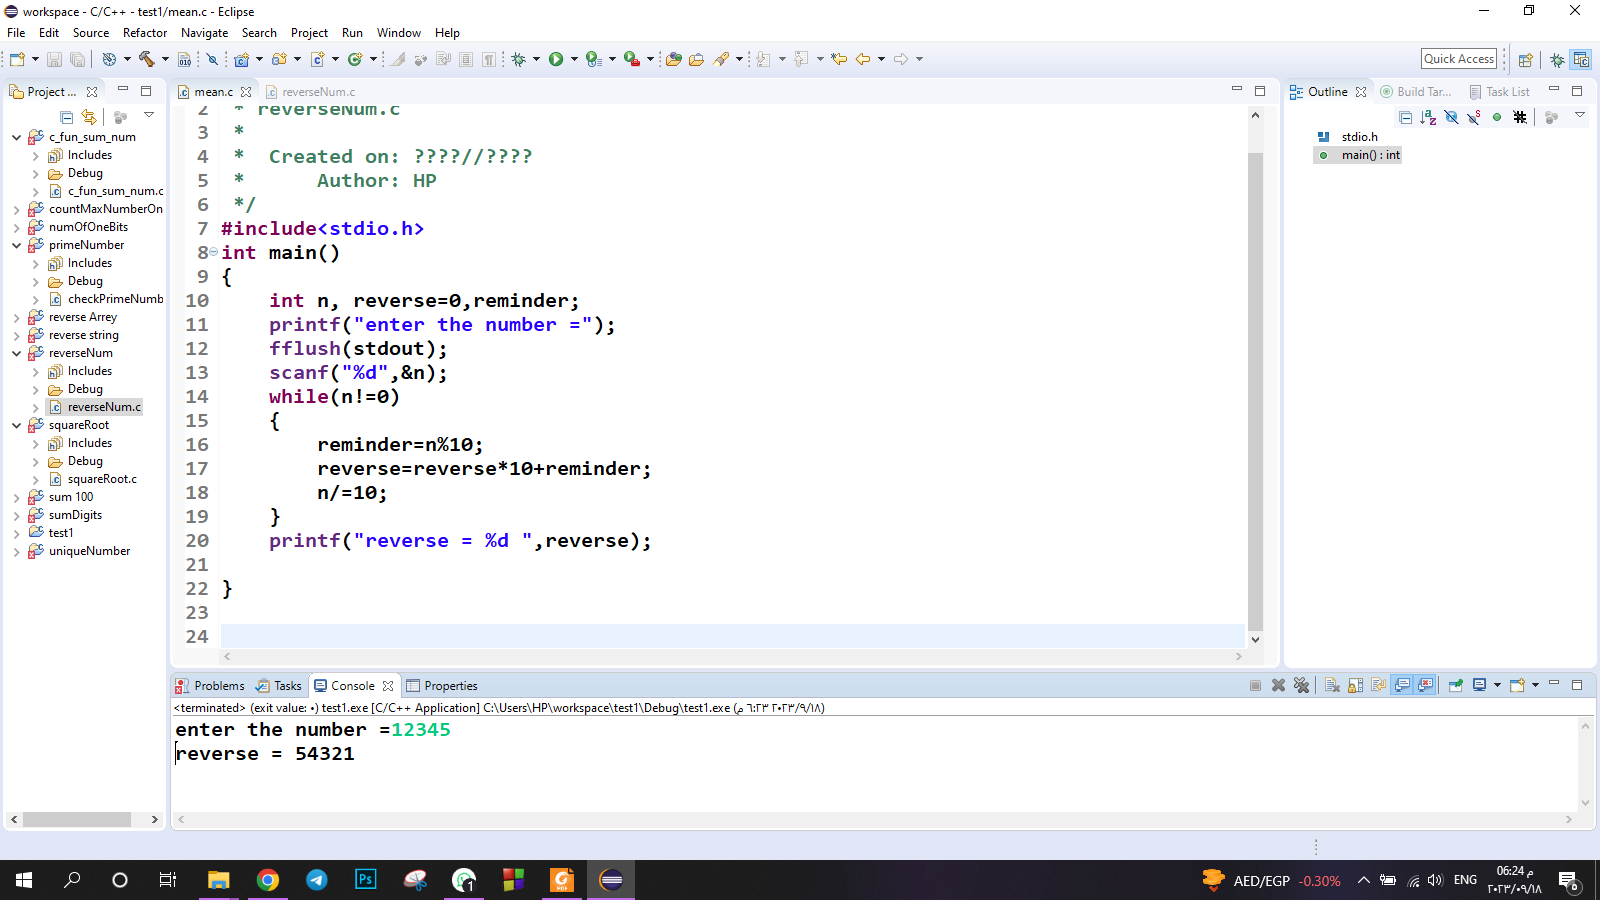 workspace - C/C++ - test1/mean.c - Eclipse
File Edit Source Refactor Navigate Search Project Run Window Help
Quick Access
Project ...
c_fun_sum_num
Includes
Debug
c_fun_sum_num.c
countMaxNumberOn
numOfOneBits
primeNumber
Includes
Debug
checkPrimeNumb
reverse Arrey
reverse string
reverseNum
Includes
Debug
reverseNum.c
squareRoot
Includes
Debug
squareRoot.c
sum 100
sumDigits
test1
uniqueNumber
mean.c reverseNum.c
2 * reverseNum.c
3 *
4 * Created on: ????//????
5 * Author: HP
6 */
7 #include<stdio.h>
8 int main()
9 {
10 int n, reverse=0,reminder;
11 printf("enter the number =");
12 fflush(stdout);
13 scanf("%d",&n);
14 while(n!=0)
15 {
16 reminder=n%10;
17 reverse=reverse*10+reminder;
18 n/=10;
19 }
20 printf("reverse = %d ",reverse);
21
22 }
23
24
Outline Build Tar... Task List
stdio.h
main() : int
Problems Tasks Console Properties
<terminated> (exit value: ٠) test1.exe [C/C++ Application] C:\Users\HP\workspace\test1\Debug\test1.exe (٢٠٢٣/٩/١٨ ٦:٢٣ م)
enter the number =12345
reverse = 54321
AED/EGP -0.30% ENG
06:24 م
٢٠٢٣/٠٩/١٨